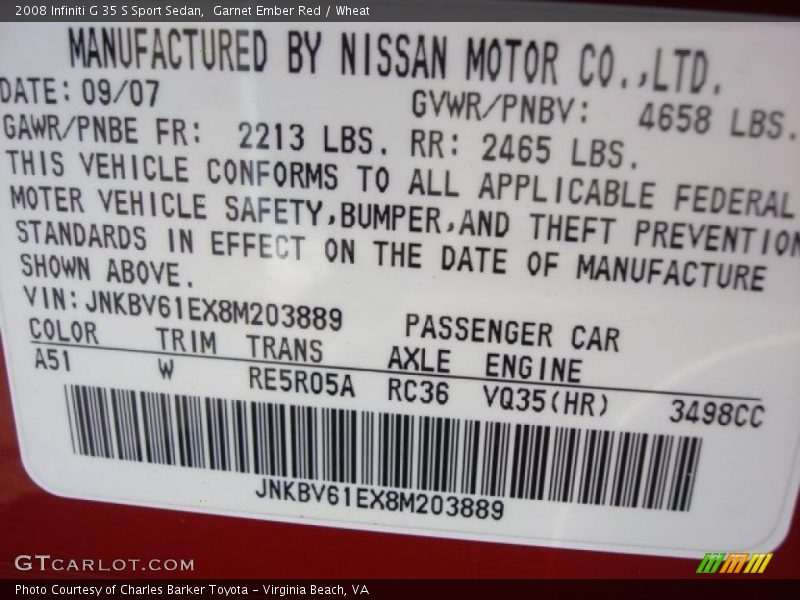 2008 Infiniti G 35 S Sport Sedan,  Garnet Ember Red / Wheat
MANUFACTURED BY NISSAN MOTOR CO.,LTD.
DATE: 09/07 GVWR/PNBV: 4658 LBS.
GAWR/PNBE FR: 2213 LBS. RR: 2465 LBS.
THIS VEHICLE CONFORMS TO ALL APPLICABLE FEDERAL
MOTER VEHICLE SAFETY,BUMPER,AND THEFT PREVENTION
STANDARDS IN EFFECT ON THE DATE OF MANUFACTURE
SHOWN ABOVE.
VIN: JNKBV61EX8M203889 PASSENGER CAR
COLOR TRIM TRANS AXLE ENGINE
A51 W RE5R05A RC36 VQ35(HR) 3498CC
JNKBV61EX8M203889
GTCARLOT.COM
Photo Courtesy of Charles Barker Toyota - Virginia Beach, VA